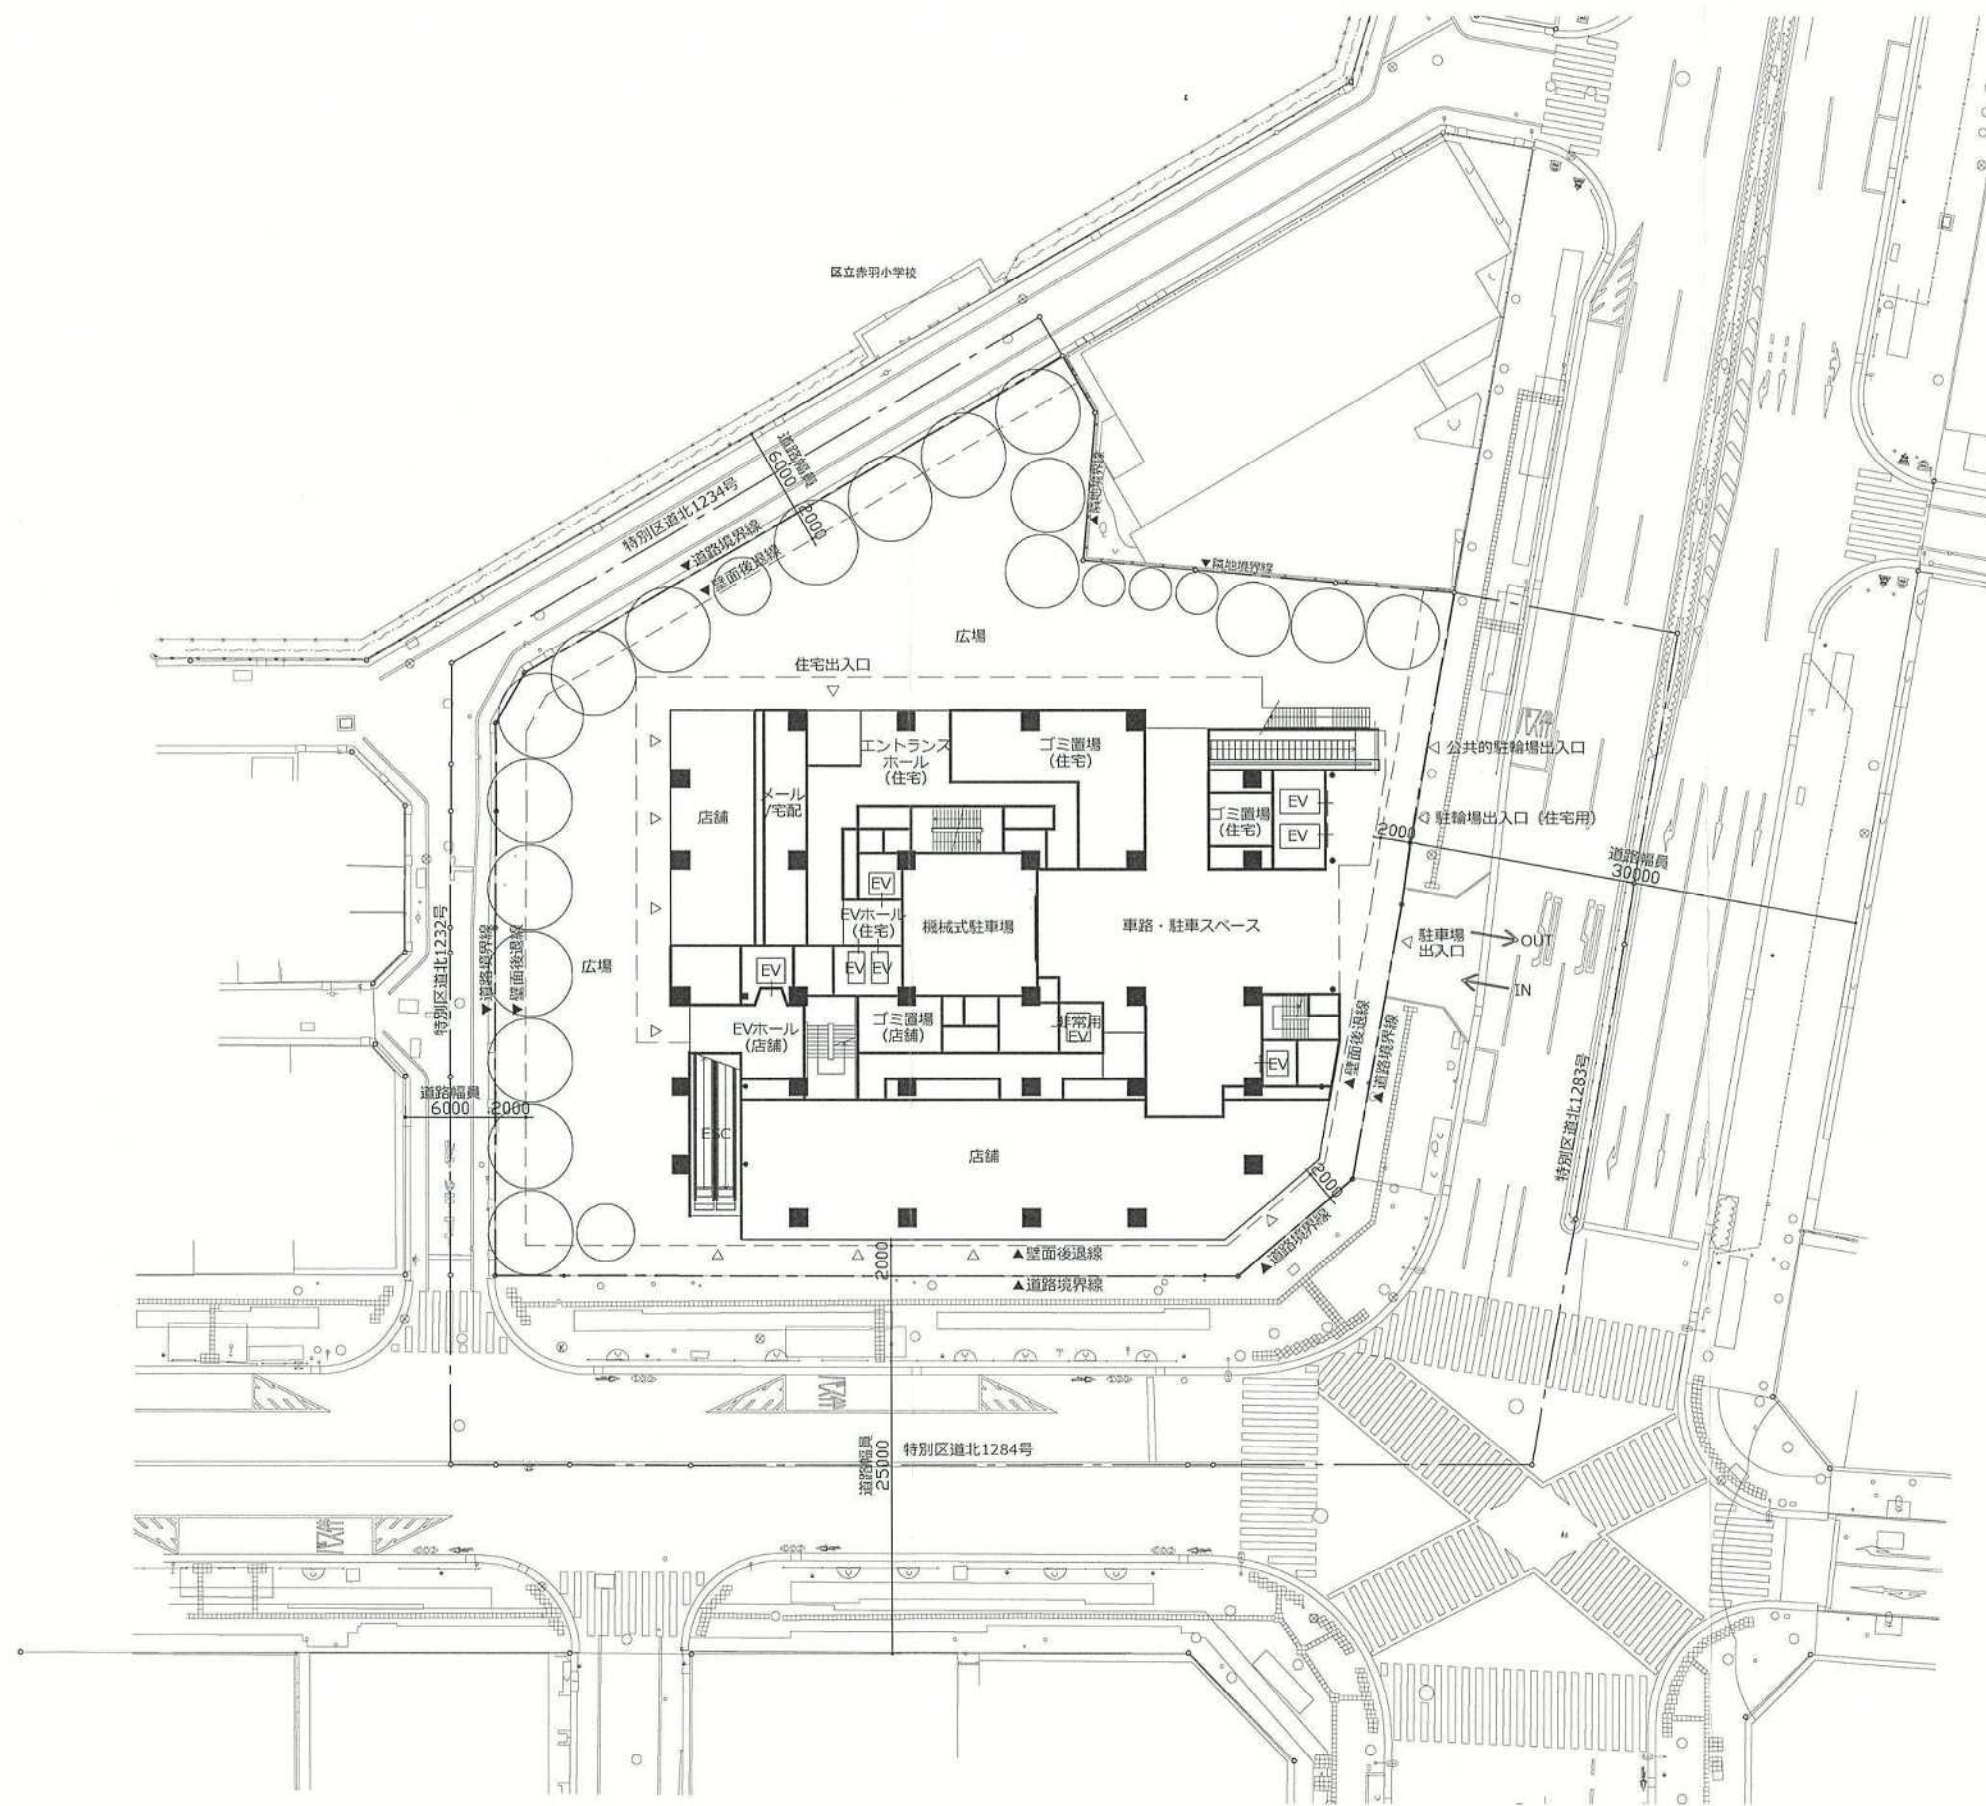 区立赤羽小学校
道路幅員
6000
2000
特別区道北1234号
▼道路境界線
▼壁面後退線
▲隣地境界線
▼隣地境界線
広場
住宅出入口
エントランス
ホール
(住宅)
ゴミ置場
(住宅)
公共的駐輪場出入口
店舗
メール
/宅配
ゴミ置場
(住宅)
EV
EV
駐輪場出入口（住宅用）
2000
道路幅員
30000
EV
EVホール
(住宅)
機械式駐車場
車路・駐車スペース
駐車場
出入口
OUT
IN
特別区道北1232号
▼道路境界線
▼壁面後退線
広場
EV
EV
EV
EVホール
(店舗)
ゴミ置場
(店舗)
非常用
EV
EV
▲壁面後退線
▲道路境界線
特別区道北1283号
道路幅員
6000
2000
ESC
店舗
2000
▲道路境界線
2000
▲壁面後退線
▲道路境界線
バス
道路幅員
25000
特別区道北1284号